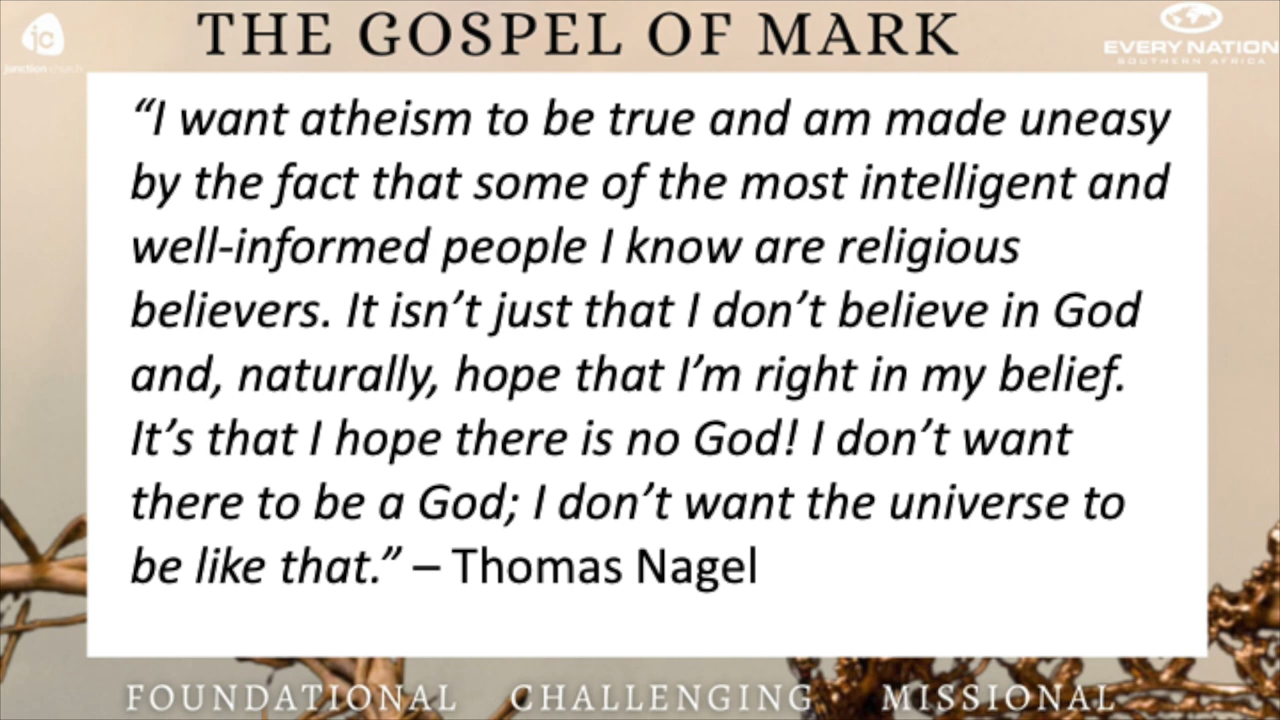 THE GOSPEL OF MARK
jc
junction church
EVERY NATION
SOUTHERN AFRICA
“I want atheism to be true and am made uneasy
by the fact that some of the most intelligent and
well-informed people I know are religious
believers. It isn’t just that I don’t believe in God
and, naturally, hope that I’m right in my belief.
It’s that I hope there is no God! I don’t want
there to be a God; I don’t want the universe to
be like that.” – Thomas Nagel
FOUNDATIONAL CHALLENGING MISSIONAL